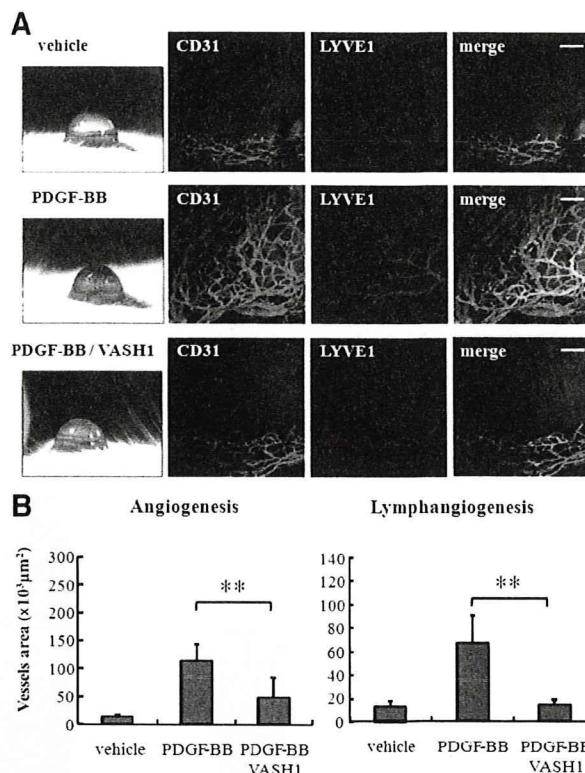 A
vehicle
CD31
LYVE1
merge
PDGF-BB
CD31
LYVE1
merge
PDGF-BB / VASH1
CD31
LYVE1
merge
B
Angiogenesis
Lymphangiogenesis
Vessels area (×10³μm²)
300
250
200
150
100
50
0
**
vehicle
PDGF-BB
PDGF-BB
VASH1
140
120
100
80
60
40
20
0
**
vehicle
PDGF-BB
PDGF-BB
VASH1